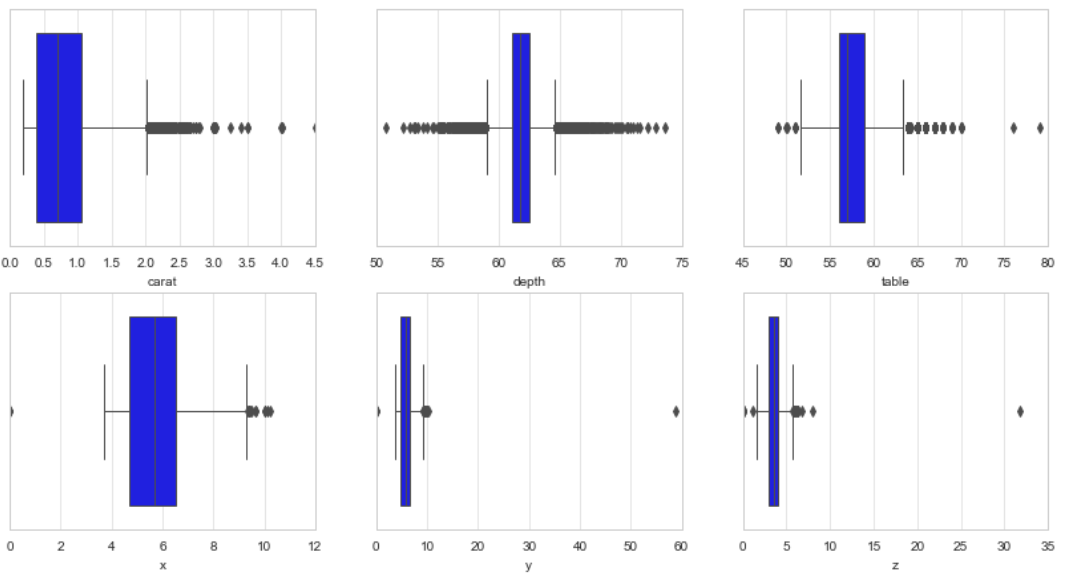 0.0 0.5 1.0 1.5 2.0 2.5 3.0 3.5 4.0 4.5
carat
50 55 60 65 70 75
depth
45 50 55 60 65 70 75 80
table
0 2 4 6 8 10 12
x
0 10 20 30 40 50 60
y
0 5 10 15 20 25 30 35
z